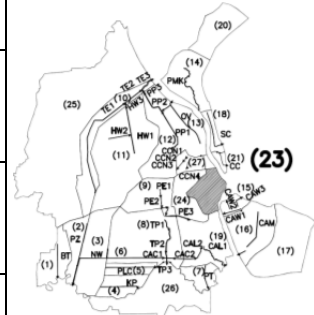 (20)
(14)
PMK
TE2 TE3
(10)
TE1
HW3
PP3
PP2
(25)
CV
(13)
(18)
HW2
HW1
PP1
SC
(12)
CCN1
CCN2
CCN3
(11)
(27)
(21)
CC
(23)
CCN4
(9)
PE1
PE2
(24)
PE3
(15)
CAW3
CAW1
(2)
PZ
(3)
(8)
TP1
(16)
CAM
(19)
TP2
CAL2
CAL1
(17)
(1)
BT
NW
(6)
CAC1
CAC2
PLC(5)
TP3
(7)
PT
KP
(4)
(26)